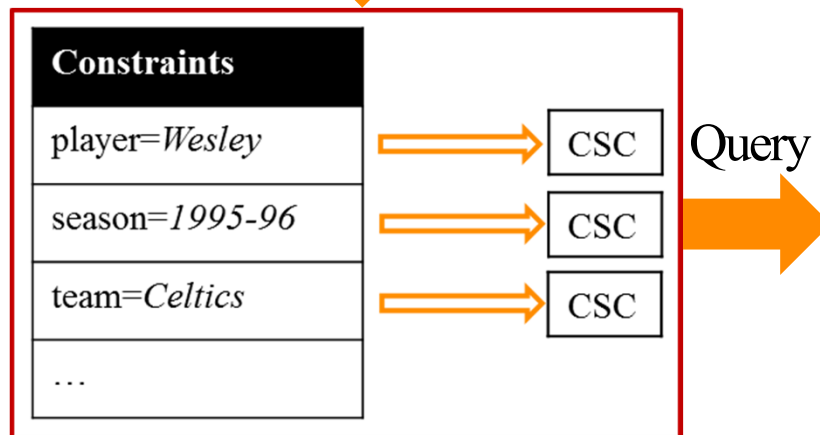 Constraints
player=Wesley
CSC
Query
season=1995-96
CSC
team=Celtics
CSC
…